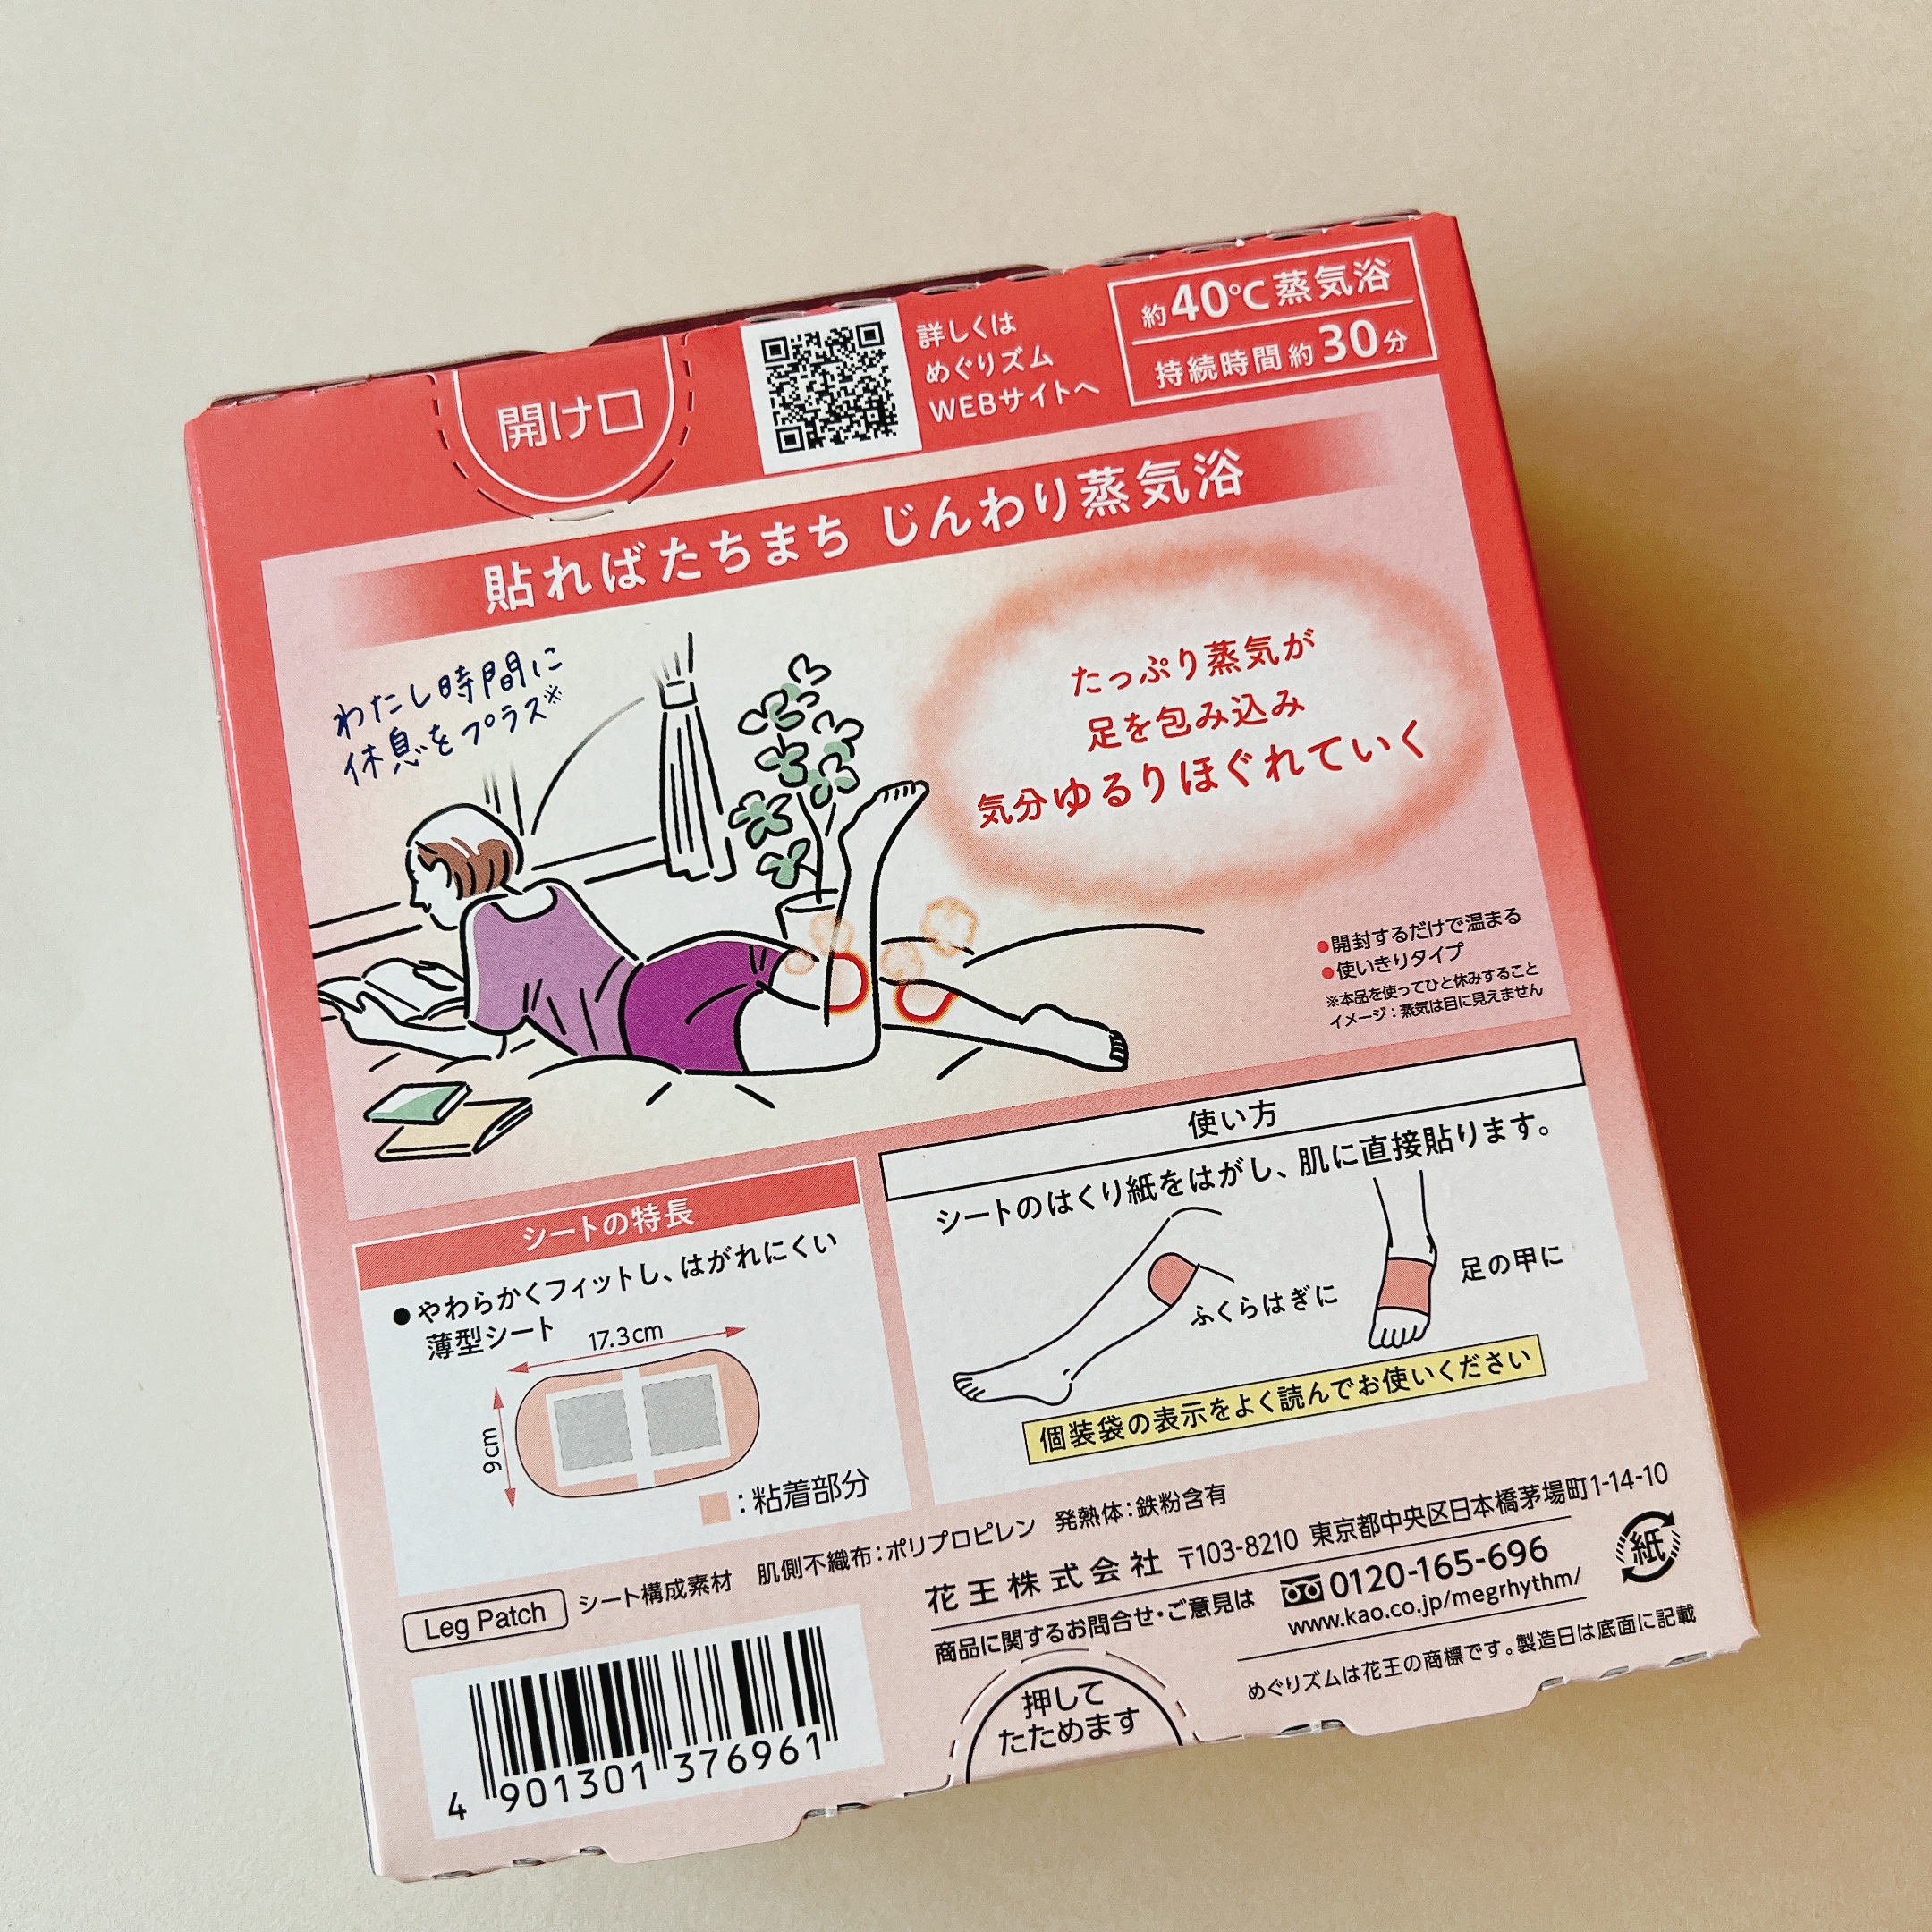 開け口
詳しくは
めぐりズム
WEBサイトへ
約40℃蒸気浴
持続時間約30分
貼ればたちまち じんわり蒸気浴
わたし時間に
休息をプラス※
たっぷり蒸気が
足を包み込み
気分ゆるりほぐれていく
●開封するだけで温まる
●使いきりタイプ
※本品を使ってひと休みすること
イメージ：蒸気は目に見えません
シートの特長
●やわらかくフィットし、はがれにくい
薄型シート
17.3cm
9cm
：粘着部分
使い方
シートのはくり紙をはがし、肌に直接貼ります。
ふくらはぎに
足の甲に
個装袋の表示をよく読んでお使いください
Leg Patch
シート構成素材 肌側不織布：ポリプロピレン 発熱体：鉄粉含有
花王株式会社 〒103-8210 東京都中央区日本橋茅場町1-14-10
商品に関するお問合せ・ご意見は
0120-165-696
www.kao.co.jp/megrhythm/
紙
めぐりズムは花王の商標です。製造日は底面に記載
押して
たためます
4 901301 376961